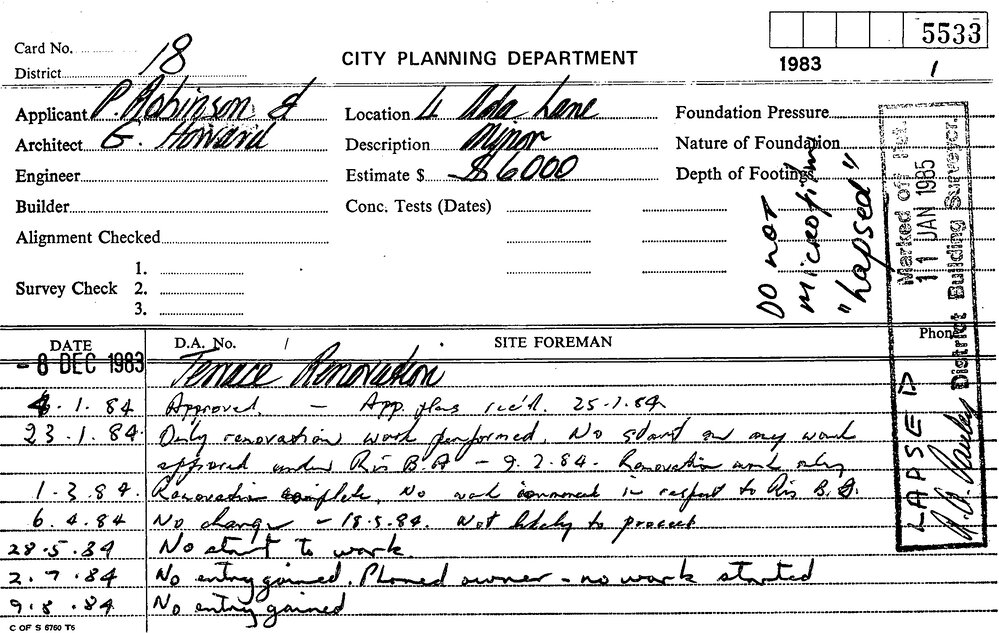 5533
Card No. 18
CITY PLANNING DEPARTMENT
1983
District
Applicant P. Robinson &
Location 4 Ada Lane
Foundation Pressure
Architect E. Howard
Description Minor
Nature of Foundation
Engineer
Estimate $ $6000
Depth of Footings
Builder
Conc. Tests (Dates)
Alignment Checked
Survey Check
1.
2.
3.
Do not
microfilm
"Lapsed"
Marked off Ret.
11 JAN 1985
District Building Surveyor.
LAPSED
DATE D.A. No. / SITE FOREMAN Phone
- 8 DEC 1983 Terrace Renovation
4.1.84 Approved. - App. plans rec'd. 25-1-84
23.1.84. Only renovation work performed. No start on any work
approved under this B.A - 9.2.84. Renovation work only
1.3.84. Renovation complete. No work commenced in respect to this B.A.
6.4.84 No change - 18.5.84. Not likely to proceed
28.5.84 No start to work.
2.7.84 No entry gained. Phoned owner - no work started
9.8.84 No entry gained
C OF S 6760 T6